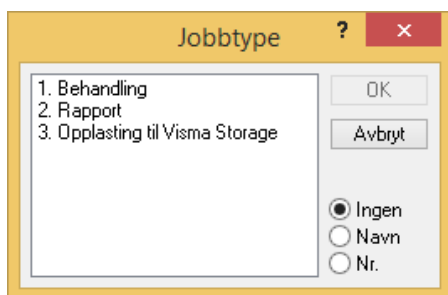 Jobbtype
?
×
1. Behandling
2. Rapport
3. Opplasting til Visma Storage
OK
Avbryt
Ingen
Navn
Nr.